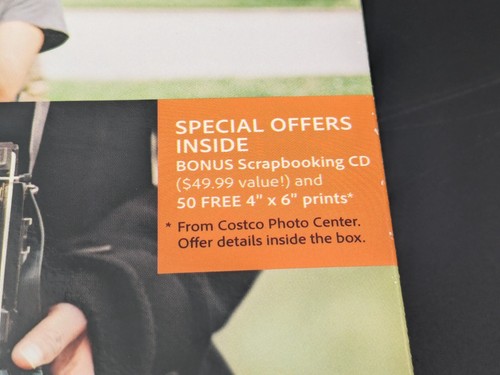 SPECIAL OFFERS
INSIDE
BONUS Scrapbooking CD
($49.99 value!) and
50 FREE 4" x 6" prints*
* From Costco Photo Center.
Offer details inside the box.